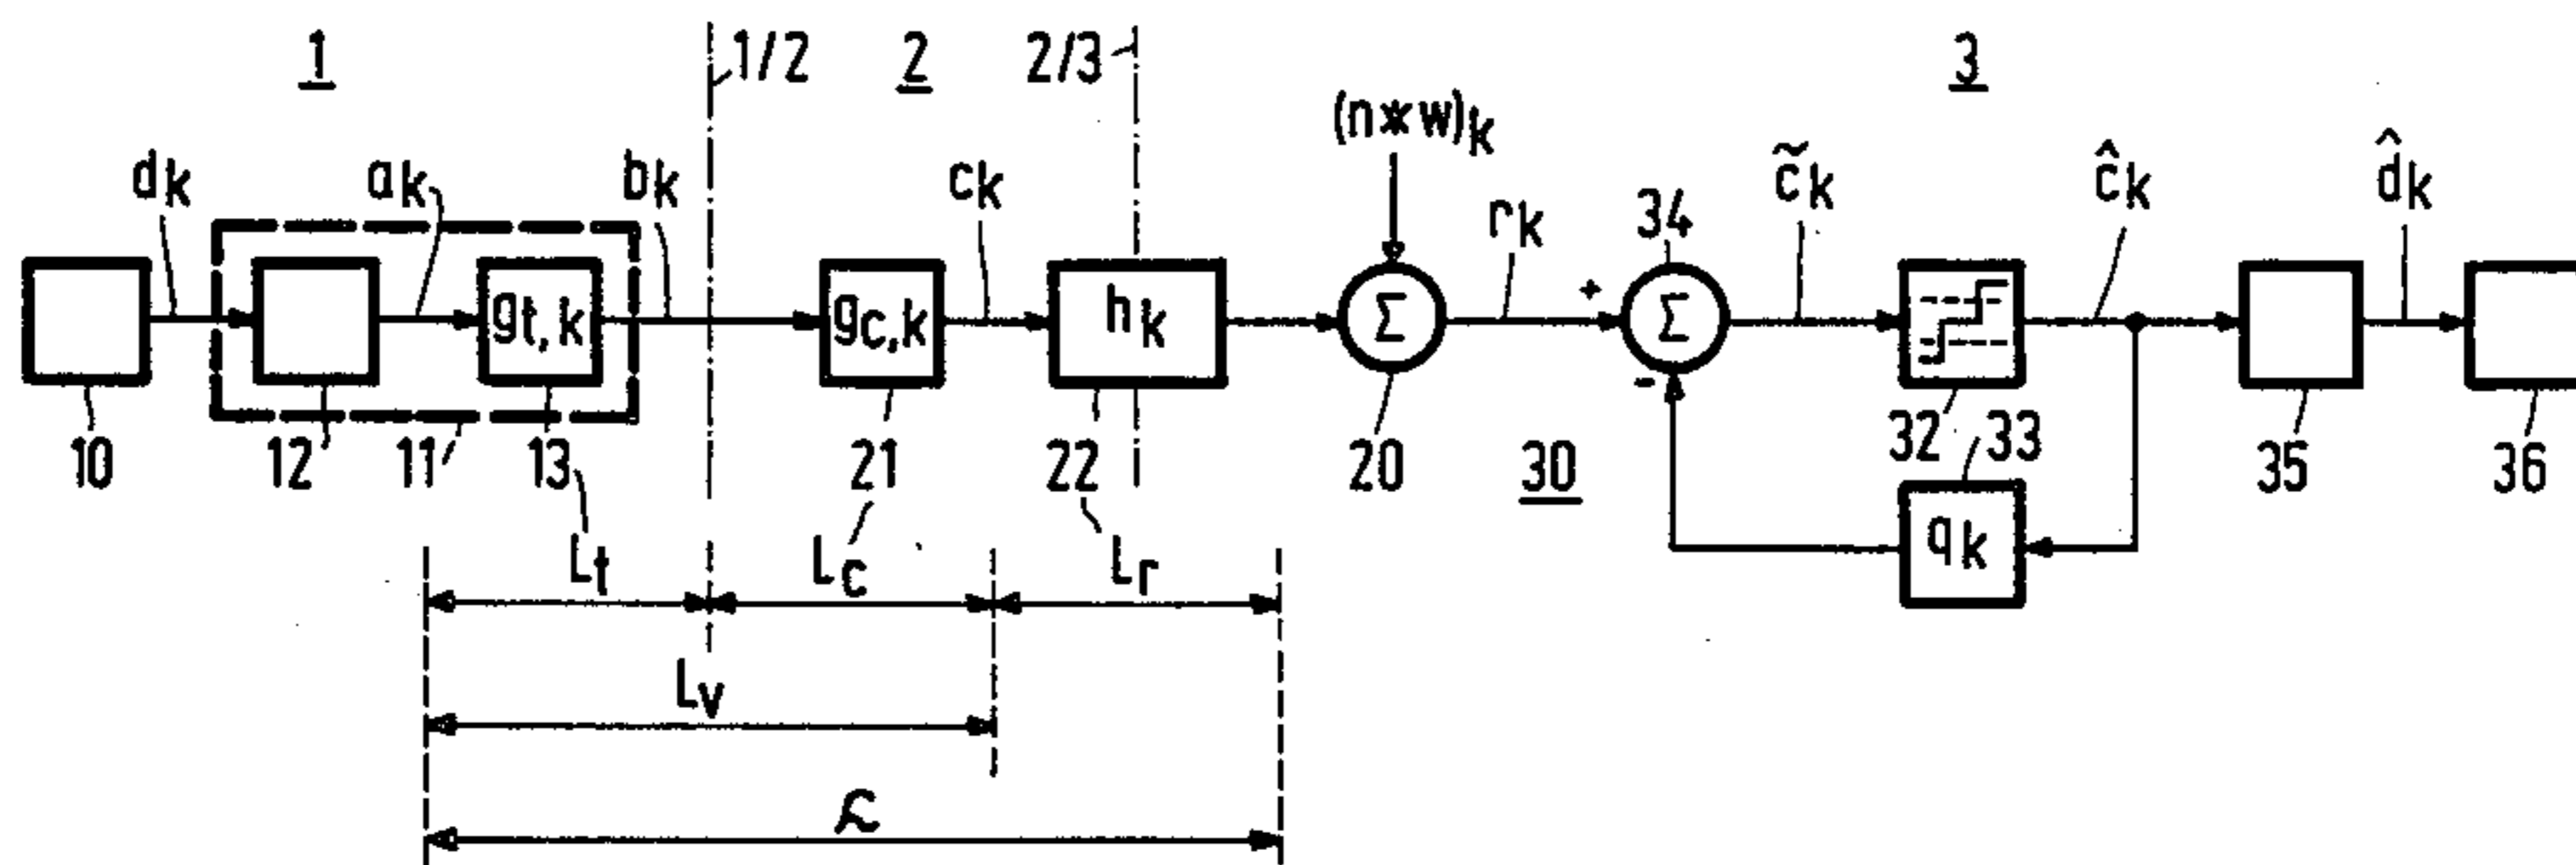 1
1/2
2
2/3
3
(n*w)k
dk
ak
bk
ck
rk
34
c̃k
ĉk
d̂k
gt,k
gc,k
hk
Σ
+
Σ
-
10
12
11
13
21
22
20
30
32
33
35
36
qk
Lt
Lc
Lr
Lv
ℒ